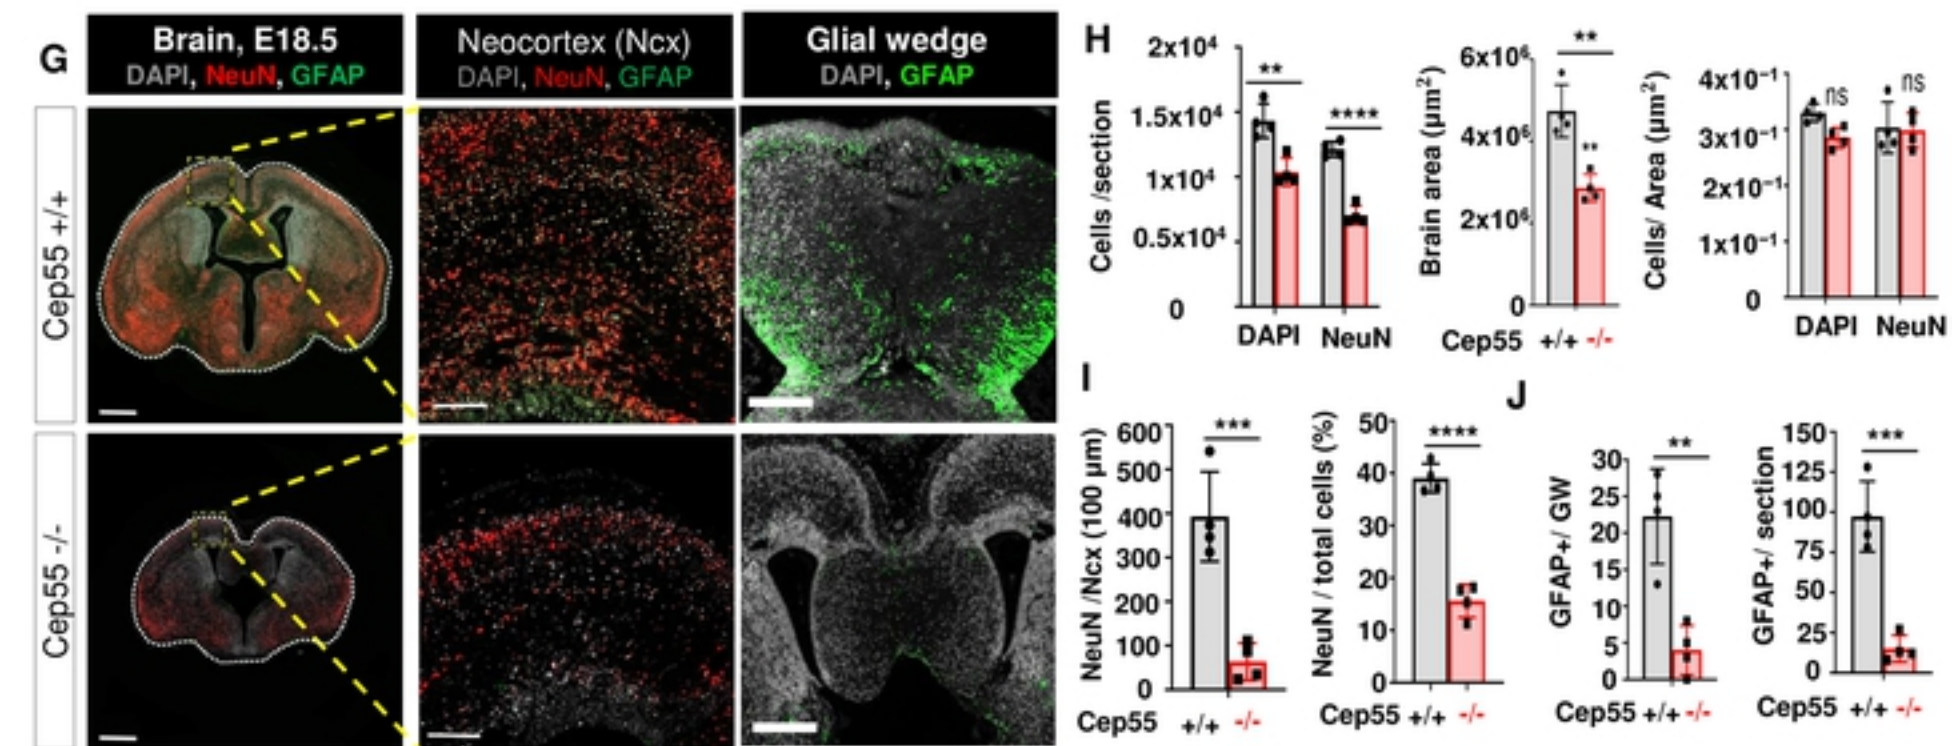 G
Brain, E18.5
DAPI, NeuN, GFAP
Neocortex (Ncx)
DAPI, NeuN, GFAP
Glial wedge
DAPI, GFAP
Cep55 +/+
Cep55 -/-
H
Cells /section
2x10⁴
1.5x10⁴
1x10⁴
0.5x10⁴
0
**
****
DAPI NeuN
Brain area (µm²)
6x10⁶
4x10⁶
2x10⁶
0
**
**
Cep55 +/+ -/-
Cells/ Area (µm²)
4x10⁻¹
3x10⁻¹
2x10⁻¹
1x10⁻¹
0
ns
ns
DAPI NeuN
I
NeuN /Ncx (100 µm)
600
500
400
300
200
100
0
***
Cep55 +/+ -/-
NeuN / total cells (%)
50
40
30
20
10
0
****
Cep55 +/+ -/-
J
GFAP+/ GW
30
25
20
15
10
5
0
**
Cep55 +/+ -/-
GFAP+/ section
150
125
100
75
50
25
0
***
Cep55 +/+ -/-